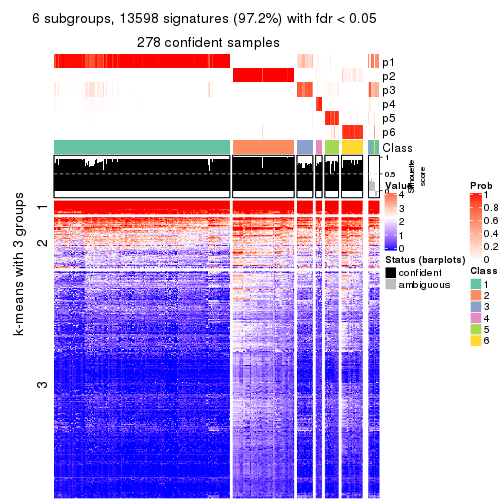 6 subgroups, 13598 signatures (97.2%) with fdr < 0.05
278 confident samples
p1
p2
p3
p4
p5
p6
Class
1
0.5
0
Silhouette
score
k-means with 3 groups
1
2
3
Value
4
3
2
1
0
Status (barplots)
confident
ambiguous
Prob
1
0.8
0.6
0.4
0.2
0
Class
1
2
3
4
5
6